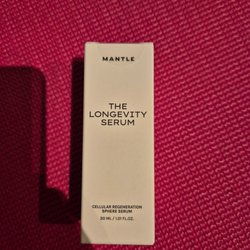 MANTLE
THE
LONGEVITY
SERUM
CELLULAR REGENERATION
SPHERE SERUM
30 ML / 1.01 FL.OZ.